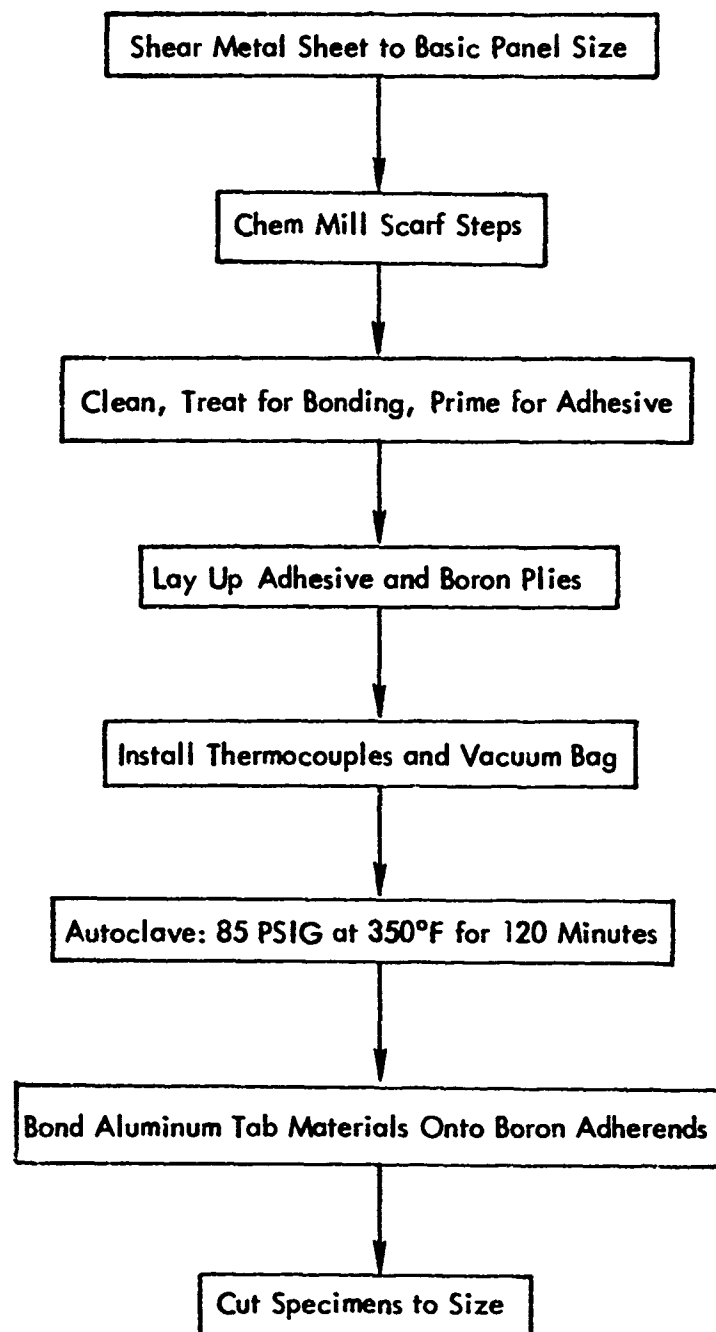 Shear Metal Sheet to Basic Panel Size
Chem Mill Scarf Steps
Clean, Treat for Bonding, Prime for Adhesive
Lay Up Adhesive and Boron Plies
Install Thermocouples and Vacuum Bag
Autoclave: 85 PSIG at 350°F for 120 Minutes
Bond Aluminum Tab Materials Onto Boron Adherends
Cut Specimens to Size